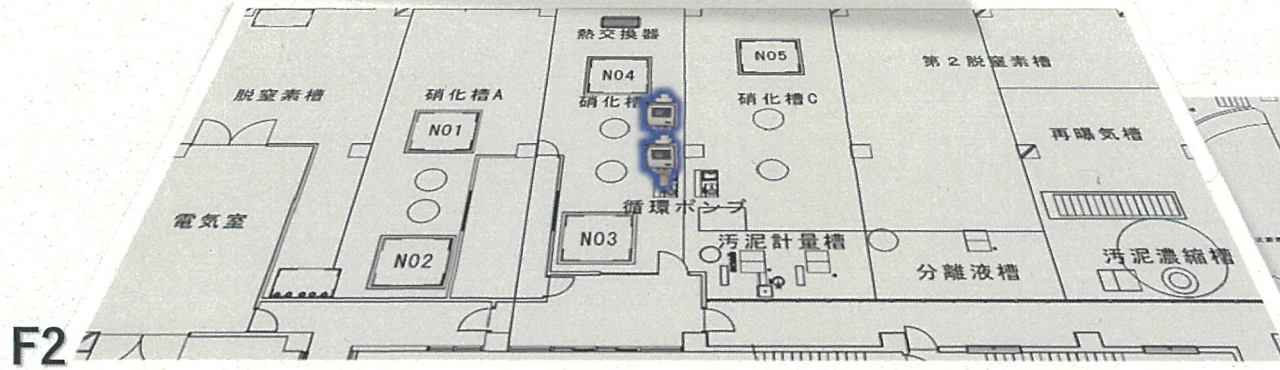 熱交換器
N04
N05
第2脱窒素槽
脱窒素槽
硝化槽A
硝化槽
硝化槽C
N01
再曝気槽
循環ポンプ
電気室
N03
汚泥計量槽
N02
分離液槽
汚泥濃縮槽
F2